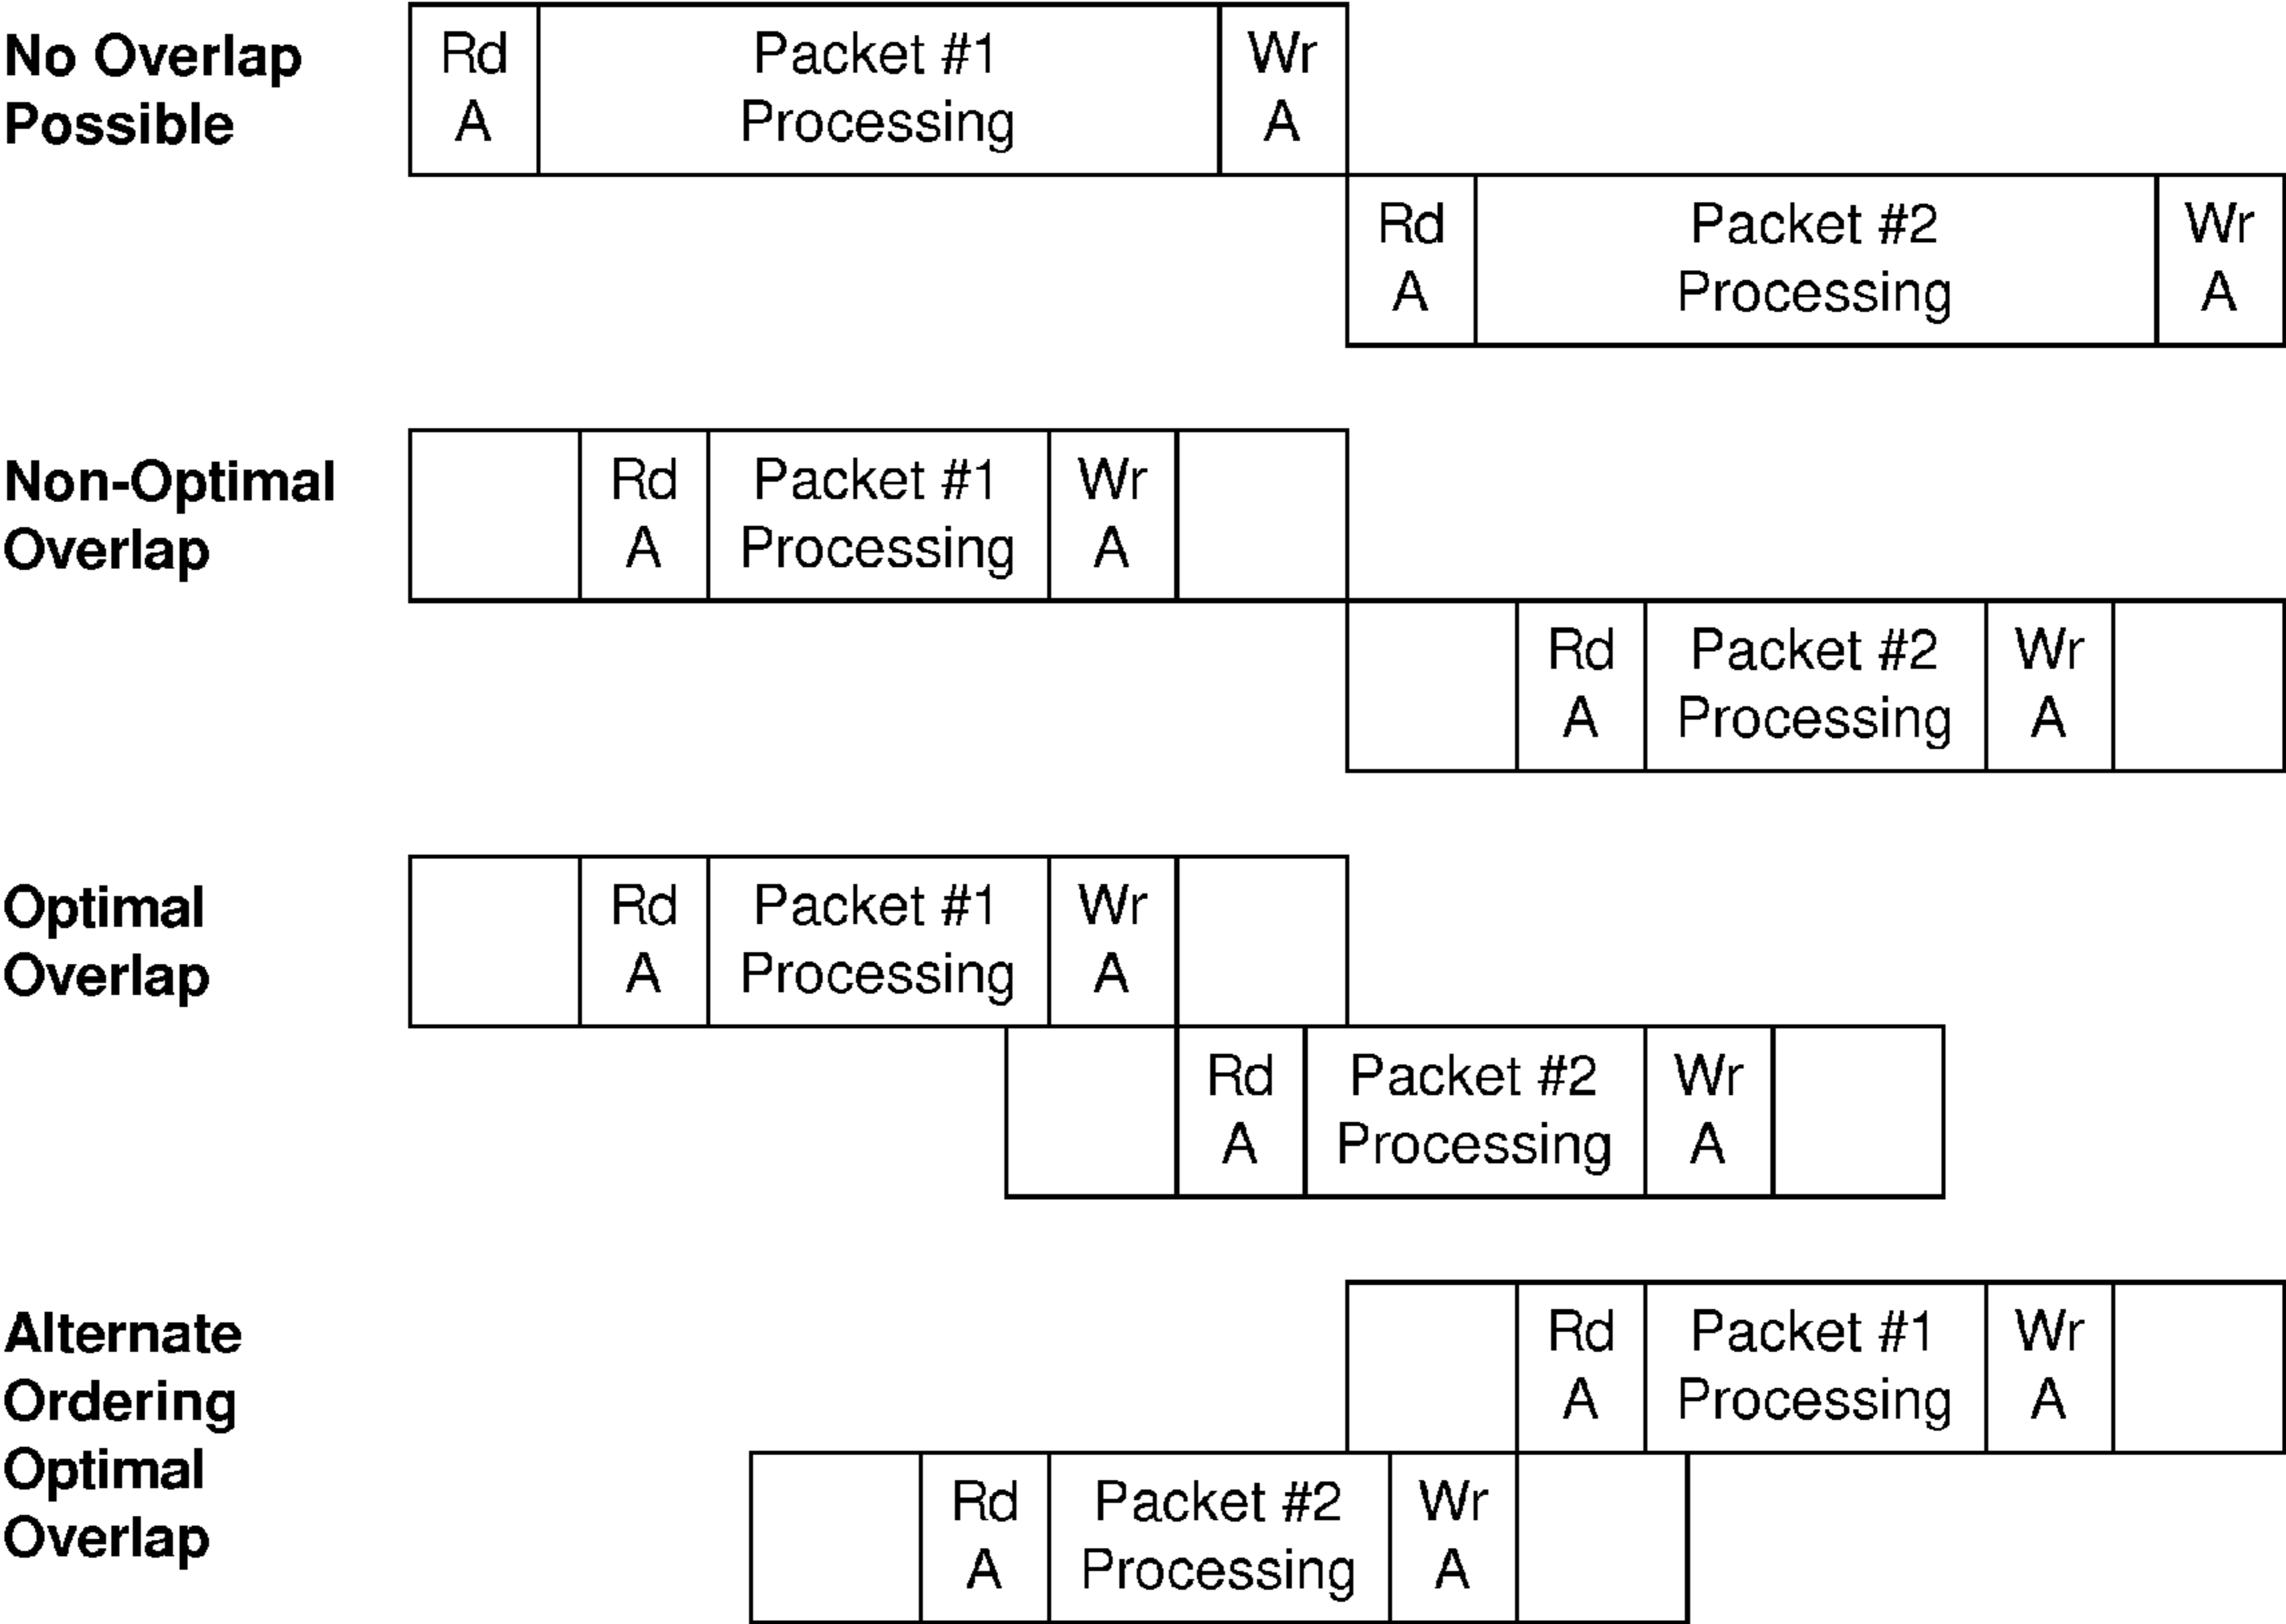 No Overlap
Possible
Rd
A
Packet #1
Processing
Wr
A
Rd
A
Packet #2
Processing
Wr
A
Non-Optimal
Overlap
Rd
A
Packet #1
Processing
Wr
A
Rd
A
Packet #2
Processing
Wr
A
Optimal
Overlap
Rd
A
Packet #1
Processing
Wr
A
Rd
A
Packet #2
Processing
Wr
A
Alternate
Ordering
Optimal
Overlap
Rd
A
Packet #1
Processing
Wr
A
Rd
A
Packet #2
Processing
Wr
A